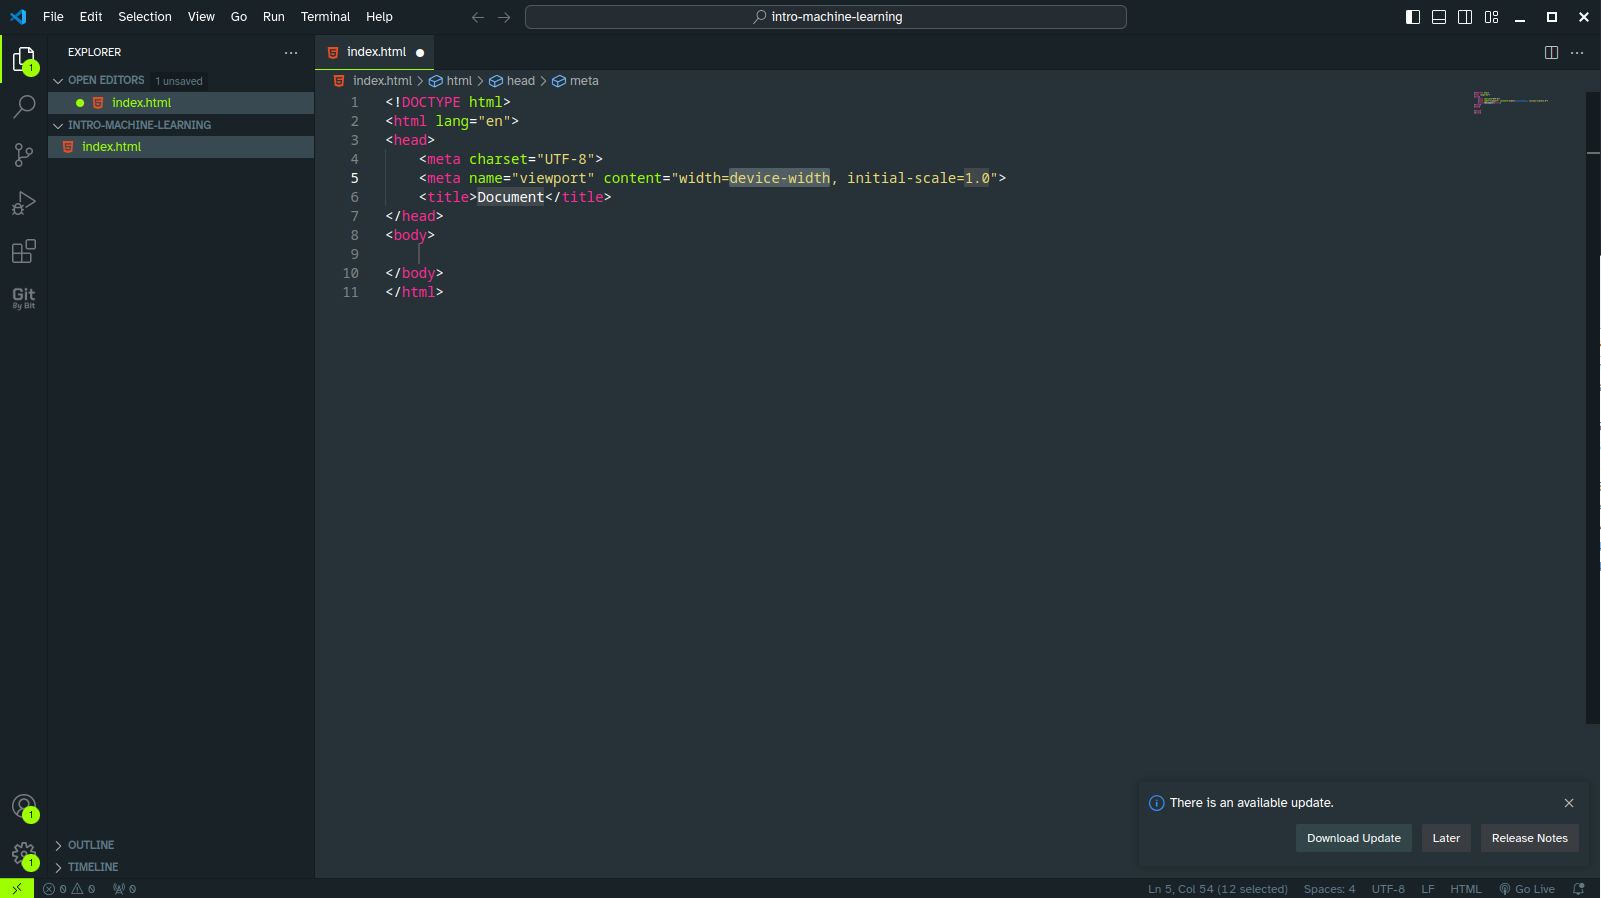 File Edit Selection View Go Run Terminal Help
intro-machine-learning
EXPLORER
OPEN EDITORS 1 unsaved
index.html
INTRO-MACHINE-LEARNING
index.html
OUTLINE
TIMELINE
1
Git
By Bit
1
1
index.html
index.html > html > head > meta
1 <!DOCTYPE html>
2 <html lang="en">
3 <head>
4 <meta charset="UTF-8">
5 <meta name="viewport" content="width=device-width, initial-scale=1.0">
6 <title>Document</title>
7 </head>
8 <body>
9
10 </body>
11 </html>
There is an available update.
Download Update Later Release Notes
0 0 0
Ln 5, Col 54 (12 selected) Spaces: 4 UTF-8 LF HTML Go Live